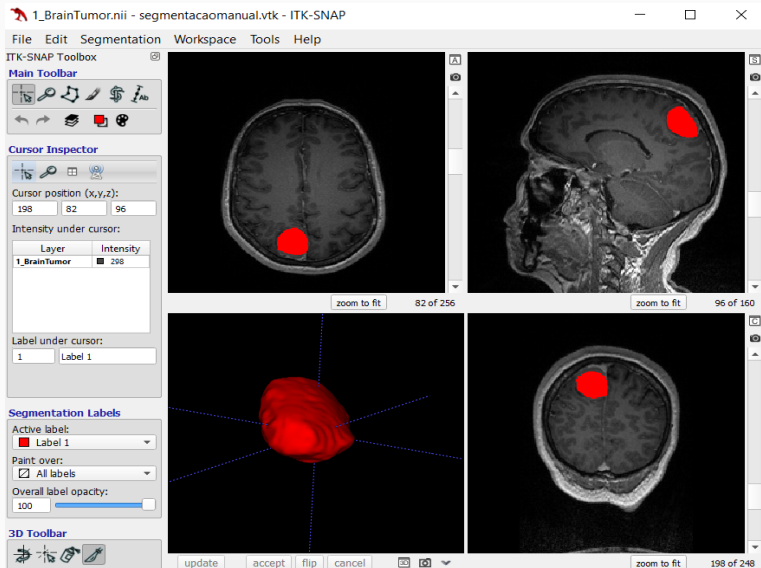 1_BrainTumor.nii - segmentacaomanual.vtk - ITK-SNAP
File Edit Segmentation Workspace Tools Help
ITK-SNAP Toolbox
Main Toolbar
Ab
Cursor Inspector
Cursor position (x,y,z):
198 82 96
Intensity under cursor:
Layer Intensity
1_BrainTumor 298
Label under cursor:
1 Label 1
Segmentation Labels
Active label:
Label 1
Paint over:
All labels
Overall label opacity:
100
3D Toolbar
A
zoom to fit 82 of 256
S
zoom to fit 96 of 160
update accept flip cancel 3D
C
zoom to fit 198 of 248